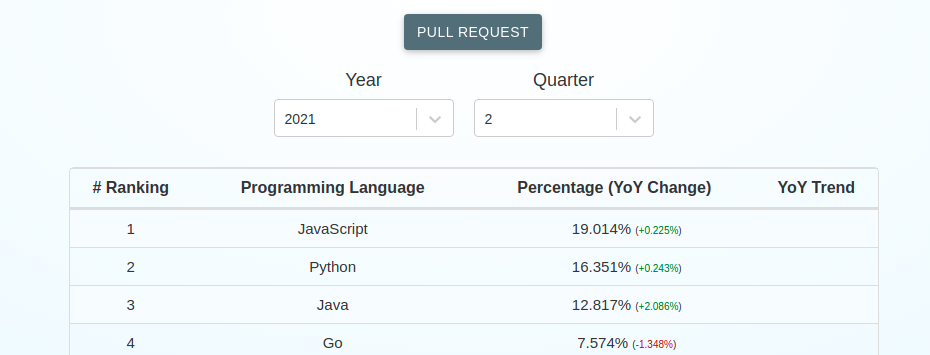 PULL REQUEST
Year Quarter
2021 2
# Ranking Programming Language Percentage (YoY Change) YoY Trend
1 JavaScript 19.014% (+0.225%)
2 Python 16.351% (+0.243%)
3 Java 12.817% (+2.086%)
4 Go 7.574% (-1.348%)